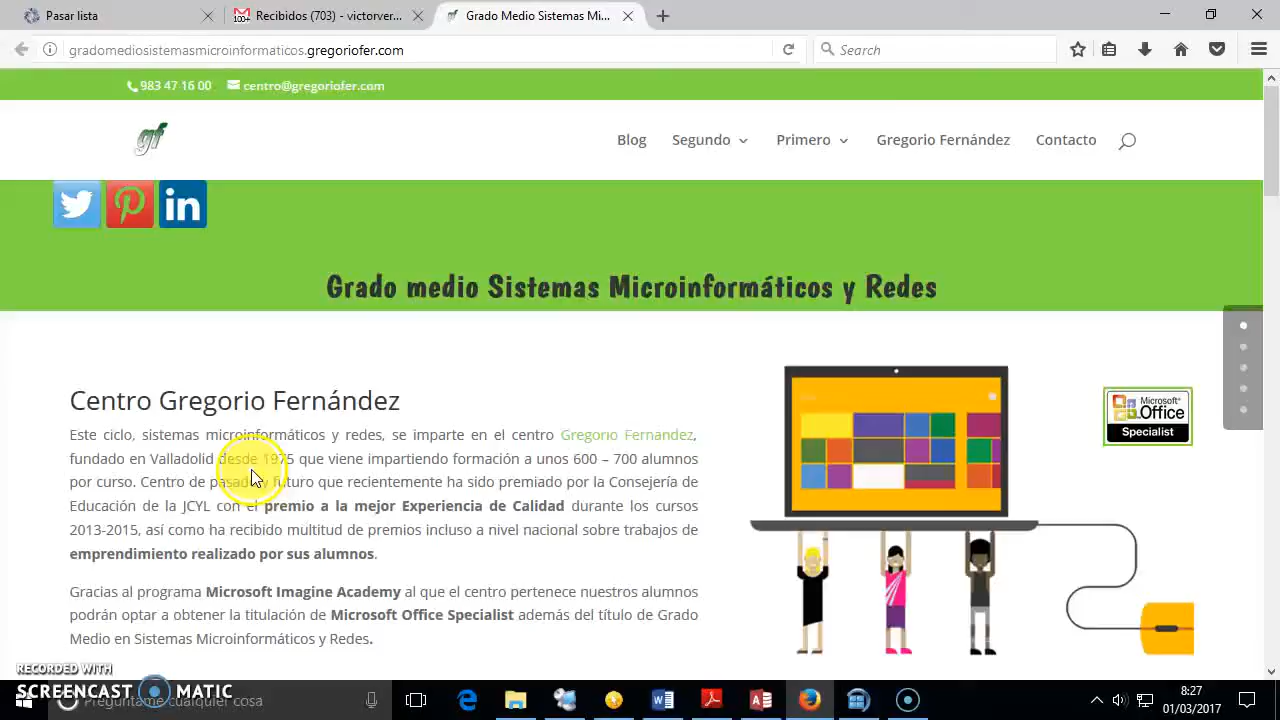 Pasar lista
Recibidos (703) - victorver...
Grado Medio Sistemas Mi...
gradomediosistemasmicroinformaticos.gregoriofer.com
Search
983 47 16 00
centro@gregoriofer.com
gf
Blog
Segundo
Primero
Gregorio Fernández
Contacto
Grado medio Sistemas Microinformáticos y Redes
Centro Gregorio Fernández
Este ciclo, sistemas microinformáticos y redes, se imparte en el centro Gregorio Fernandez,
fundado en Valladolid desde 1975 que viene impartiendo formación a unos 600 – 700 alumnos
por curso. Centro de pasado y futuro que recientemente ha sido premiado por la Consejería de
Educación de la JCYL con el premio a la mejor Experiencia de Calidad durante los cursos
2013-2015, así como ha recibido multitud de premios incluso a nivel nacional sobre trabajos de
emprendimiento realizado por sus alumnos.
Gracias al programa Microsoft Imagine Academy al que el centro pertenece nuestros alumnos
podrán optar a obtener la titulación de Microsoft Office Specialist además del título de Grado
Medio en Sistemas Microinformáticos y Redes.
Microsoft
Office
Specialist
RECORDED WITH
SCREENCAST MATIC
Pregúntame cualquier cosa
8:27
01/03/2017